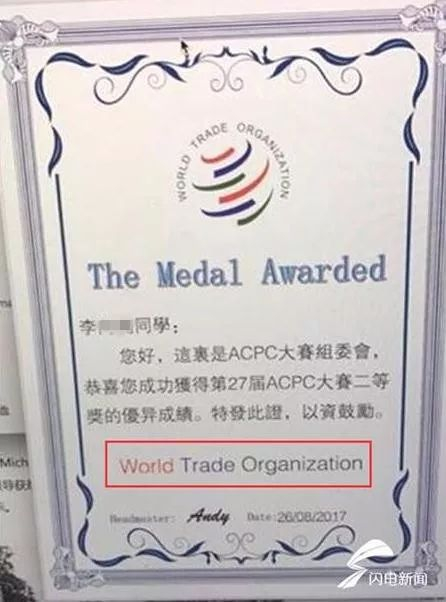 WORLD TRADE ORGANIZATION
The Medal Awarded
李 同學：
您好，這裏是ACPC大賽組委會，
恭喜您成功獲得第27届ACPC大賽二等
獎的優异成績。特發此證，以資鼓勵。
World Trade Organization
Headmaster: Andy Date: 26/08/2017
Mich
闪电新闻